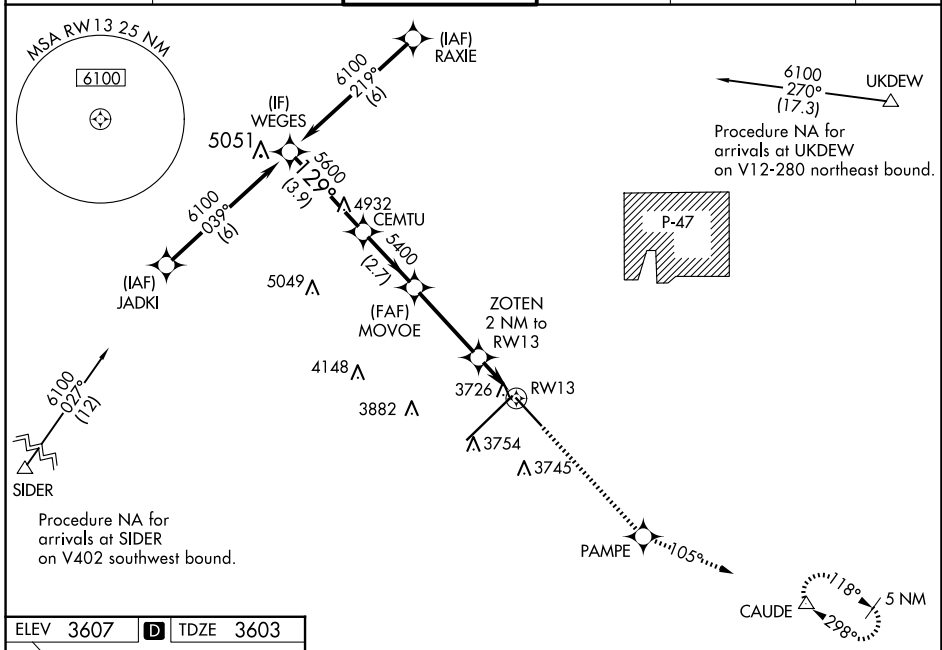 MSA RW 13 25 NM
6100
(IAF)
RAXIE
6100
219°
(6)
(IF)
WEGES
5051
6100
270°
(17.3)
UKDEW
Procedure NA for
arrivals at UKDEW
on V12-280 northeast bound.
5600
129°
(3.9)
4932
CEMTU
6100
039°
(6)
(IAF)
JADKI
5400
(2.7)
5049
(FAF)
MOVOE
P-47
ZOTEN
2 NM to
RW13
4148
3726
RW13
3882
3754
3745
6100
027°
(12)
SIDER
Procedure NA for
arrivals at SIDER
on V402 southwest bound.
PAMPE
105°
CAUDE
118°
298°
5 NM
ELEV 3607 D TDZE 3603